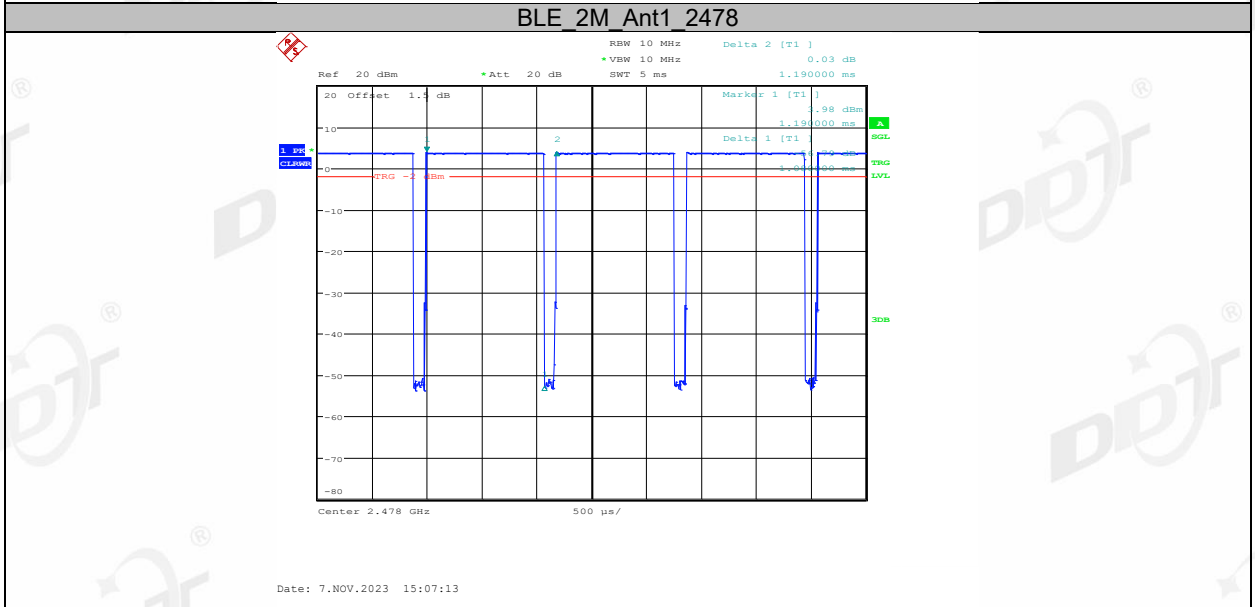 BLE_2M_Ant1_2478
RBW 10 MHz Delta 2 [T1 ]
*VBW 10 MHz 0.03 dB
Ref 20 dBm *Att 20 dB SWT 5 ms 1.190000 ms
20 Offset 1.5 dB Marker 1 [T1 ]
3.98 dBm
1.190000 ms
A
10
SGL
1 2
Delta 1 [T1 ]
1 PK *
CLRWR
dB
TRG
0
ms
LVL
TRG -2 dBm
-10
-20
-30
3DB
-40
-50
-60
-70
-80
Center 2.478 GHz 500 µs/
Date: 7.NOV.2023 15:07:13
DDT
®